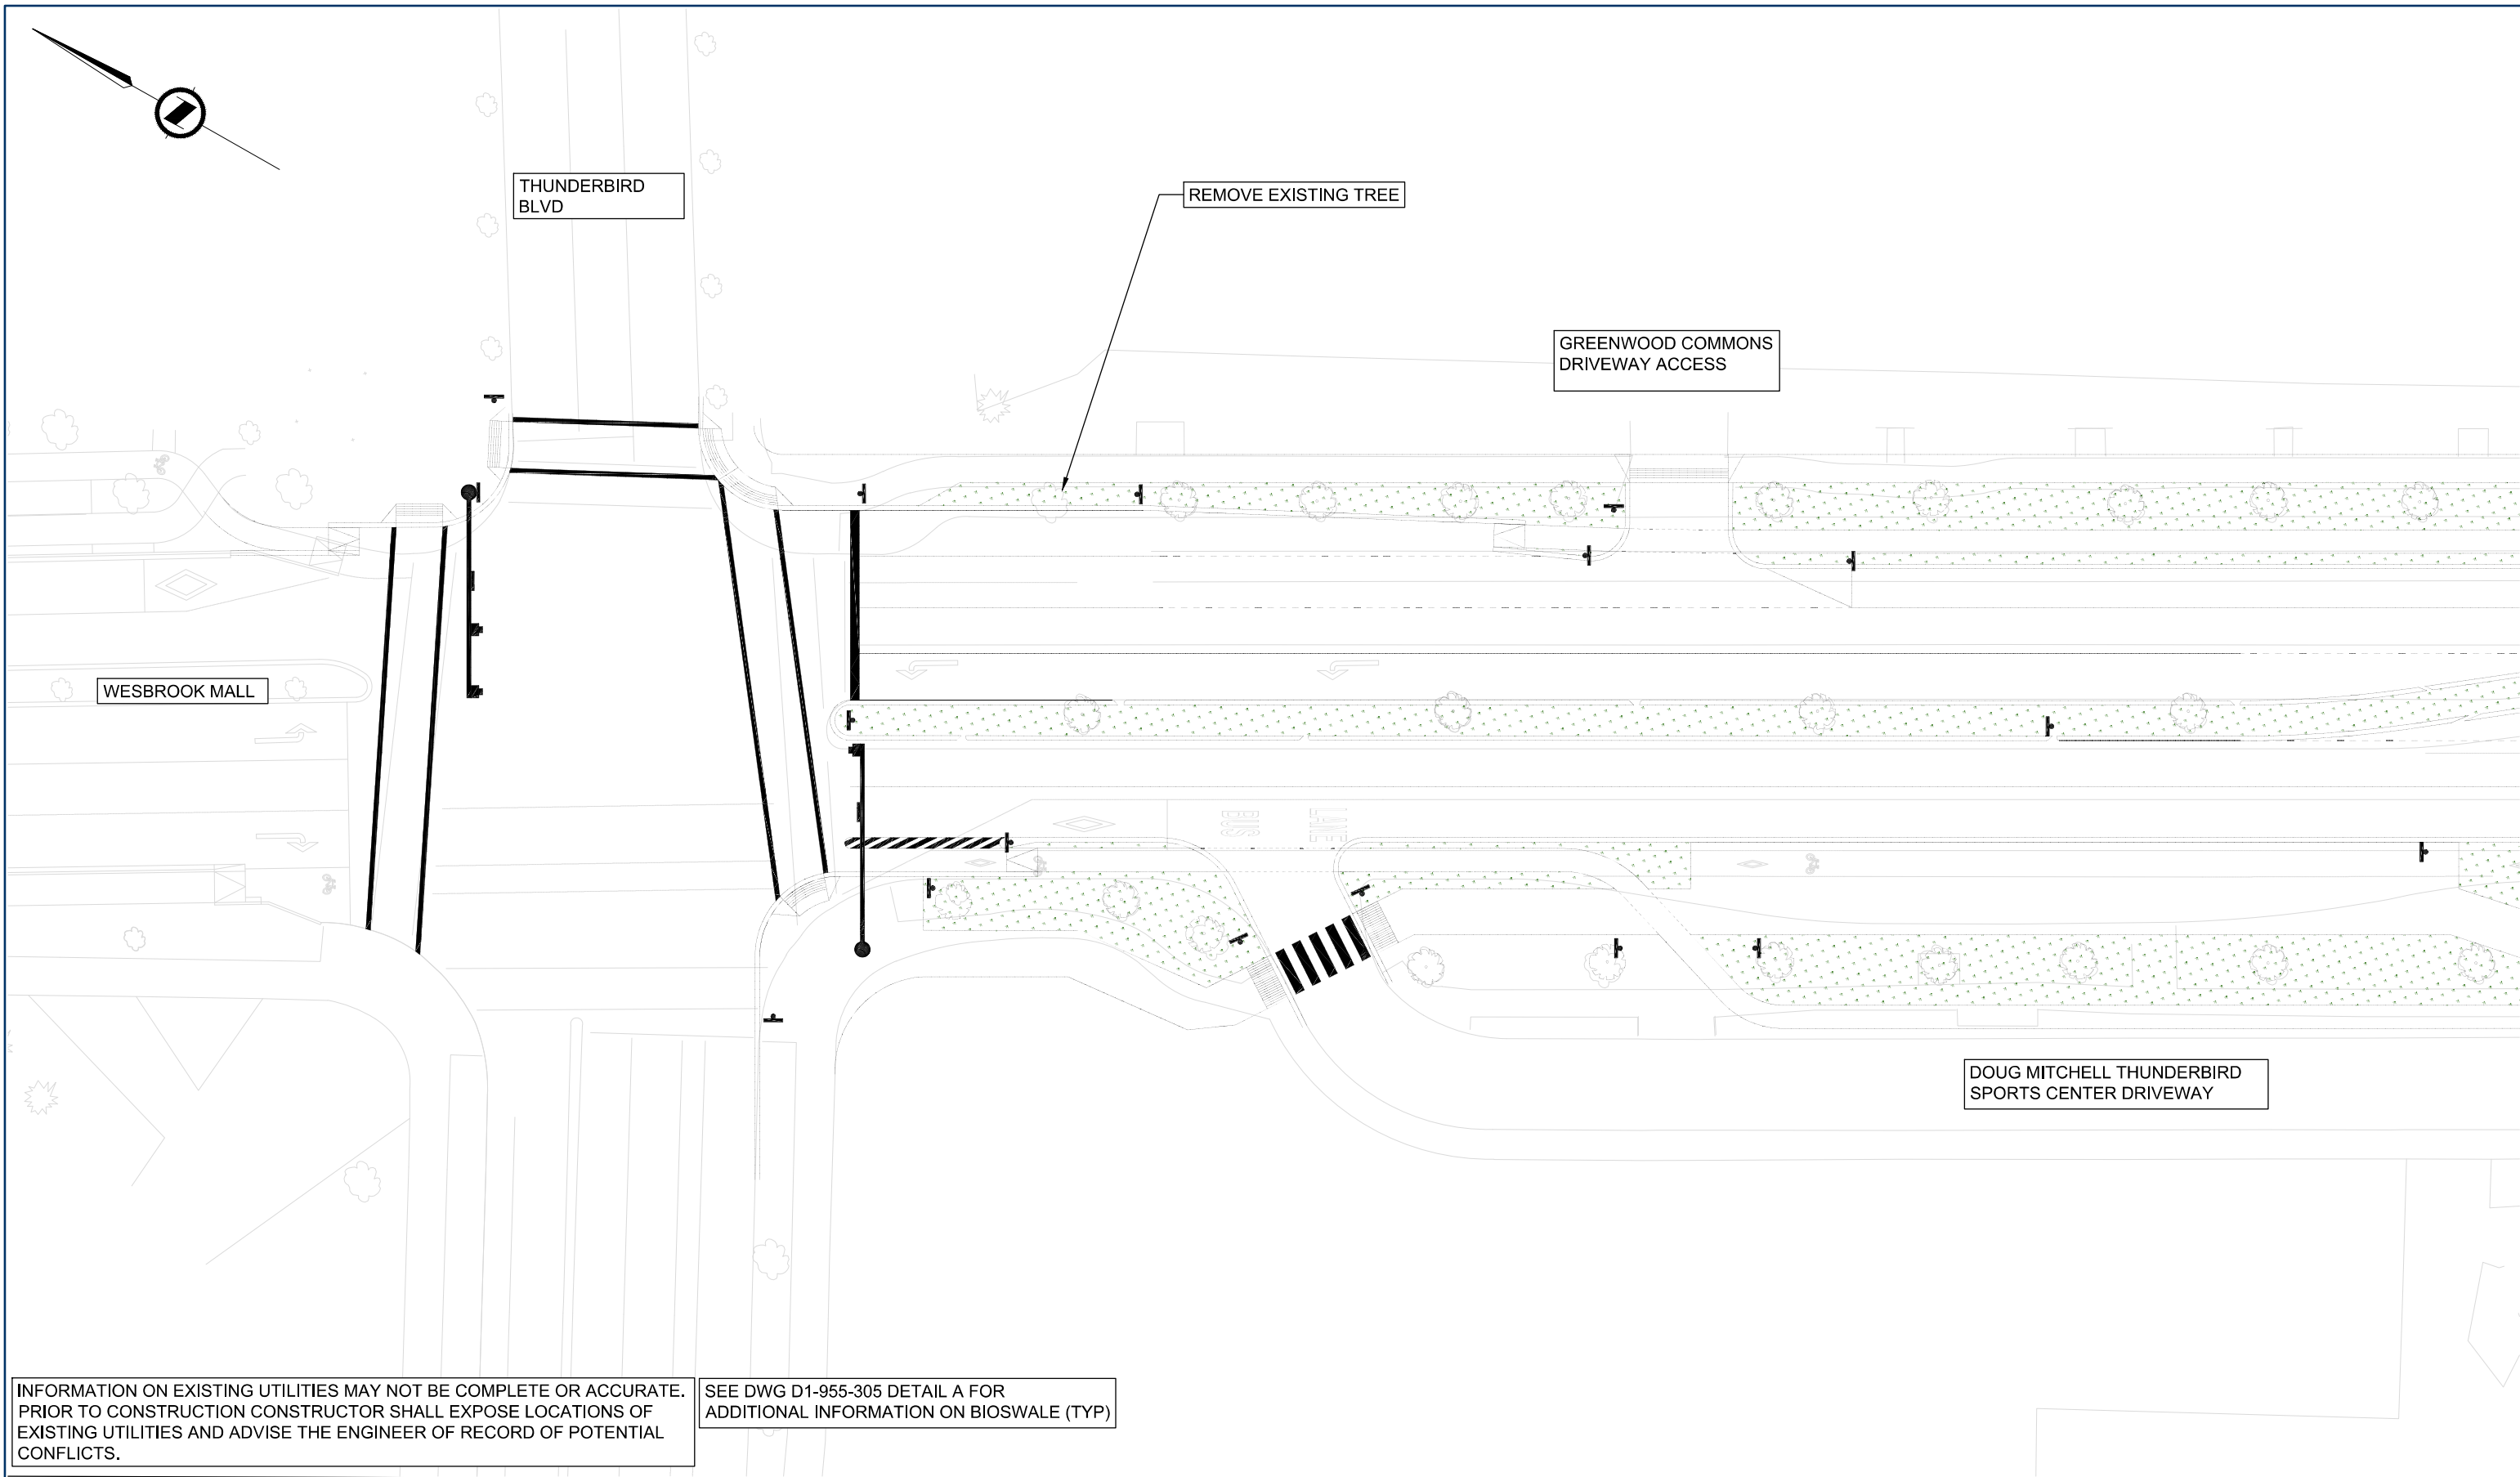 THUNDERBIRD
BLVD
REMOVE EXISTING TREE
GREENWOOD COMMONS
DRIVEWAY ACCESS
WESBROOK MALL
BUS
LANE
DOUG MITCHELL THUNDERBIRD
SPORTS CENTER DRIVEWAY
INFORMATION ON EXISTING UTILITIES MAY NOT BE COMPLETE OR ACCURATE.
PRIOR TO CONSTRUCTION CONSTRUCTOR SHALL EXPOSE LOCATIONS OF
EXISTING UTILITIES AND ADVISE THE ENGINEER OF RECORD OF POTENTIAL
CONFLICTS.
SEE DWG D1-955-305 DETAIL A FOR
ADDITIONAL INFORMATION ON BIOSWALE (TYP)